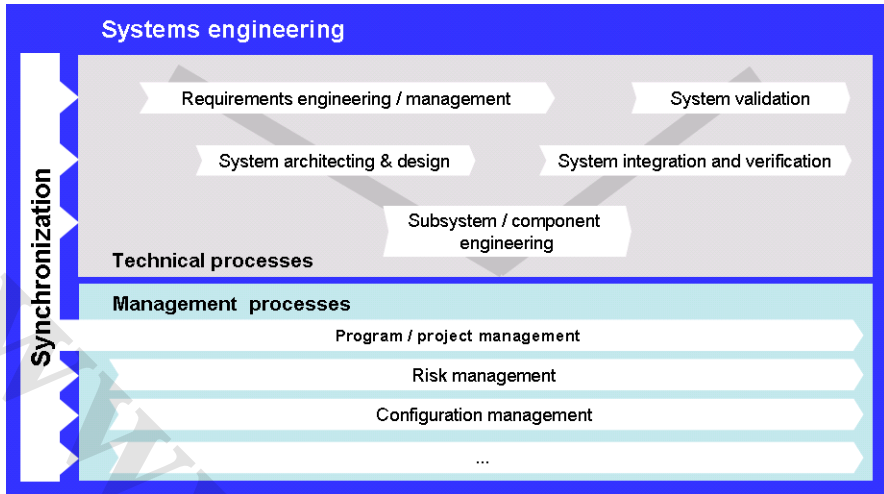 Systems engineering
Synchronization
Requirements engineering / management
System validation
System architecting & design
System integration and verification
Subsystem / component
engineering
Technical processes
Management processes
Program / project management
Risk management
Configuration management
...